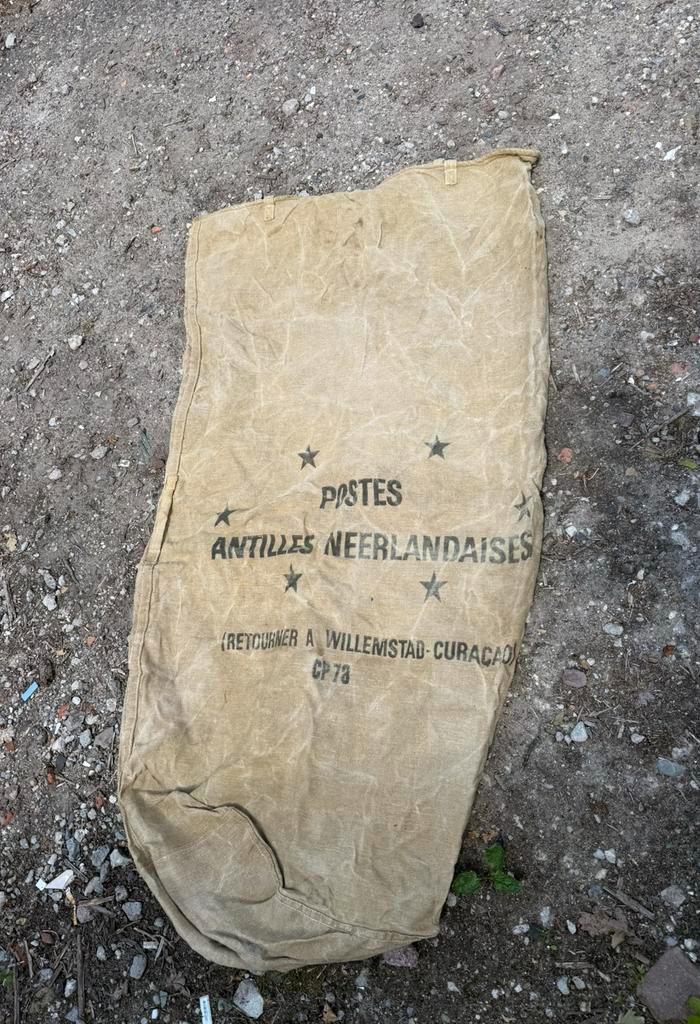 POSTES
ANTILLES NEERLANDAISES
(RETOURNER A WILLEMSTAD-CURACAO)
CP 73